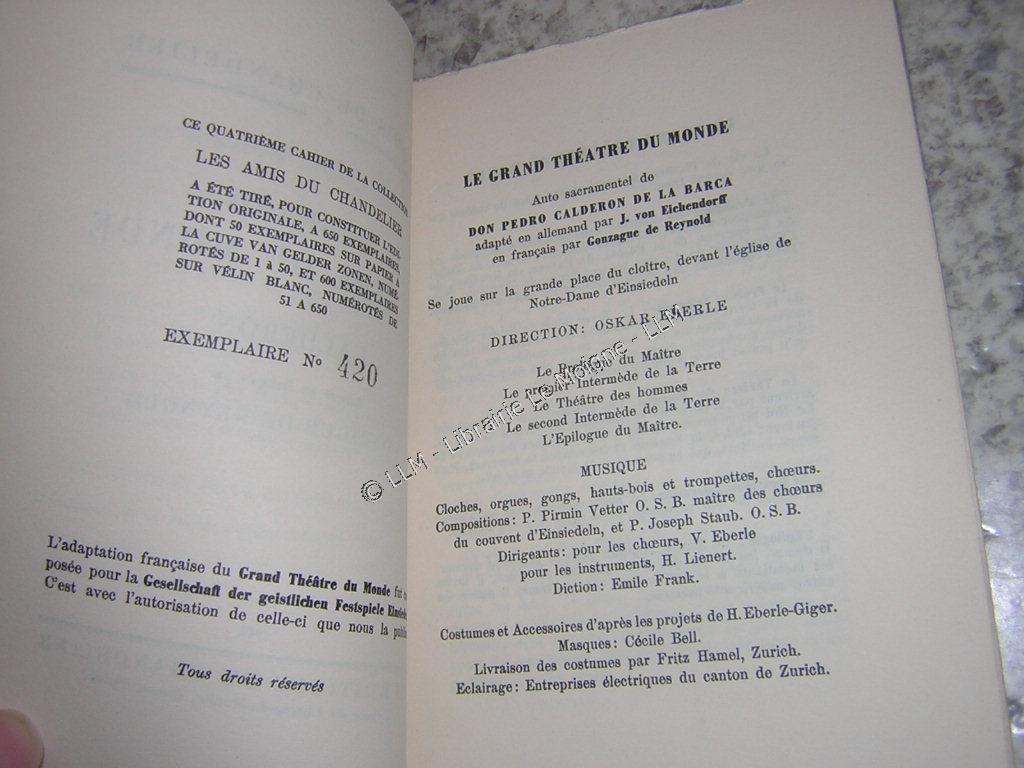 CE QUATRIÈME CAHIER DE LA COLLECTION
LES AMIS DU CHANDELIER
A ÉTÉ TIRÉ, POUR CONSTITUER L'ÉDI
TION ORIGINALE, A 650 EXEMPLAIRES,
DONT 50 EXEMPLAIRES SUR PAPIER A
LA CUVE VAN GELDER ZONEN, NUMÉ
ROTÉS DE 1 à 50, ET 600 EXEMPLAIRES
SUR VÉLIN BLANC, NUMÉROTÉS DE
51 A 650
EXEMPLAIRE No 420
L'adaptation française du Grand Théâtre du Monde fut
posée pour la Gesellschaft der geistlichen Festspiele
C'est avec l'autorisation de celle-ci que nous la
Tous droits réservés
LE GRAND THÉATRE DU MONDE
Auto sacramentel de
DON PEDRO CALDERON DE LA BARCA
adapté en allemand par J. von Eichendorff
en français par Gonzague de Reynold
Se joue sur la grande place du cloître, devant l'église de
Notre-Dame d'Einsiedeln
DIRECTION: OSKAR EBERLE
Le Prologue du Maître
Le premier Intermède de la Terre
Le Théâtre des hommes
Le second Intermède de la Terre
L'Epilogue du Maître.
MUSIQUE
Cloches, orgues, gongs, hauts-bois et trompettes, chœurs.
Compositions: P. Pirmin Vetter O. S. B. maître des chœurs
du couvent d'Einsiedeln, et P. Joseph Staub. O. S. B.
Dirigeants: pour les chœurs, V. Eberle
pour les instruments, H. Lienert.
Diction: Emile Frank.
Costumes et Accessoires d'après les projets de H. Eberle-Giger.
Masques: Cécile Bell.
Livraison des costumes par Fritz Hamel, Zurich.
Eclairage: Entreprises électriques du canton de Zurich.
© LLM - Librairie Le Moigne - LLM